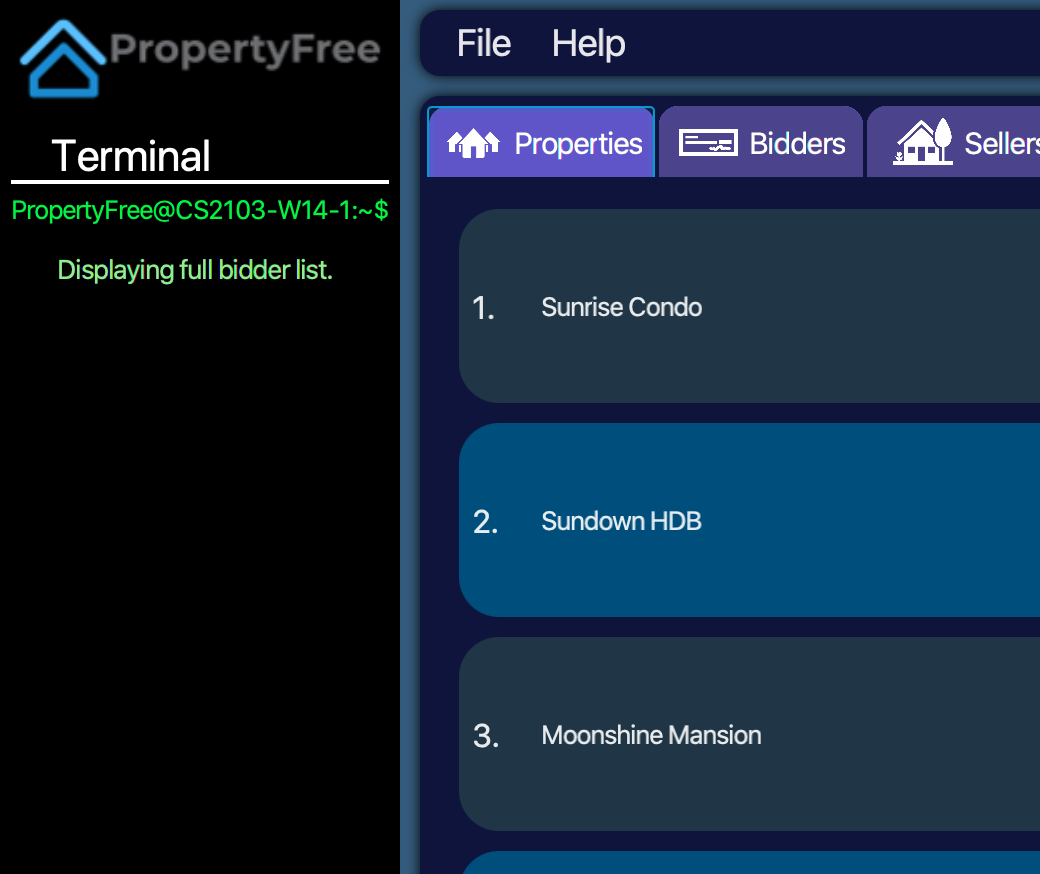 PropertyFree
Terminal
PropertyFree@CS2103-W14-1:~$
Displaying full bidder list.
File Help
Properties Bidders Sellers
1. Sunrise Condo
2. Sundown HDB
3. Moonshine Mansion